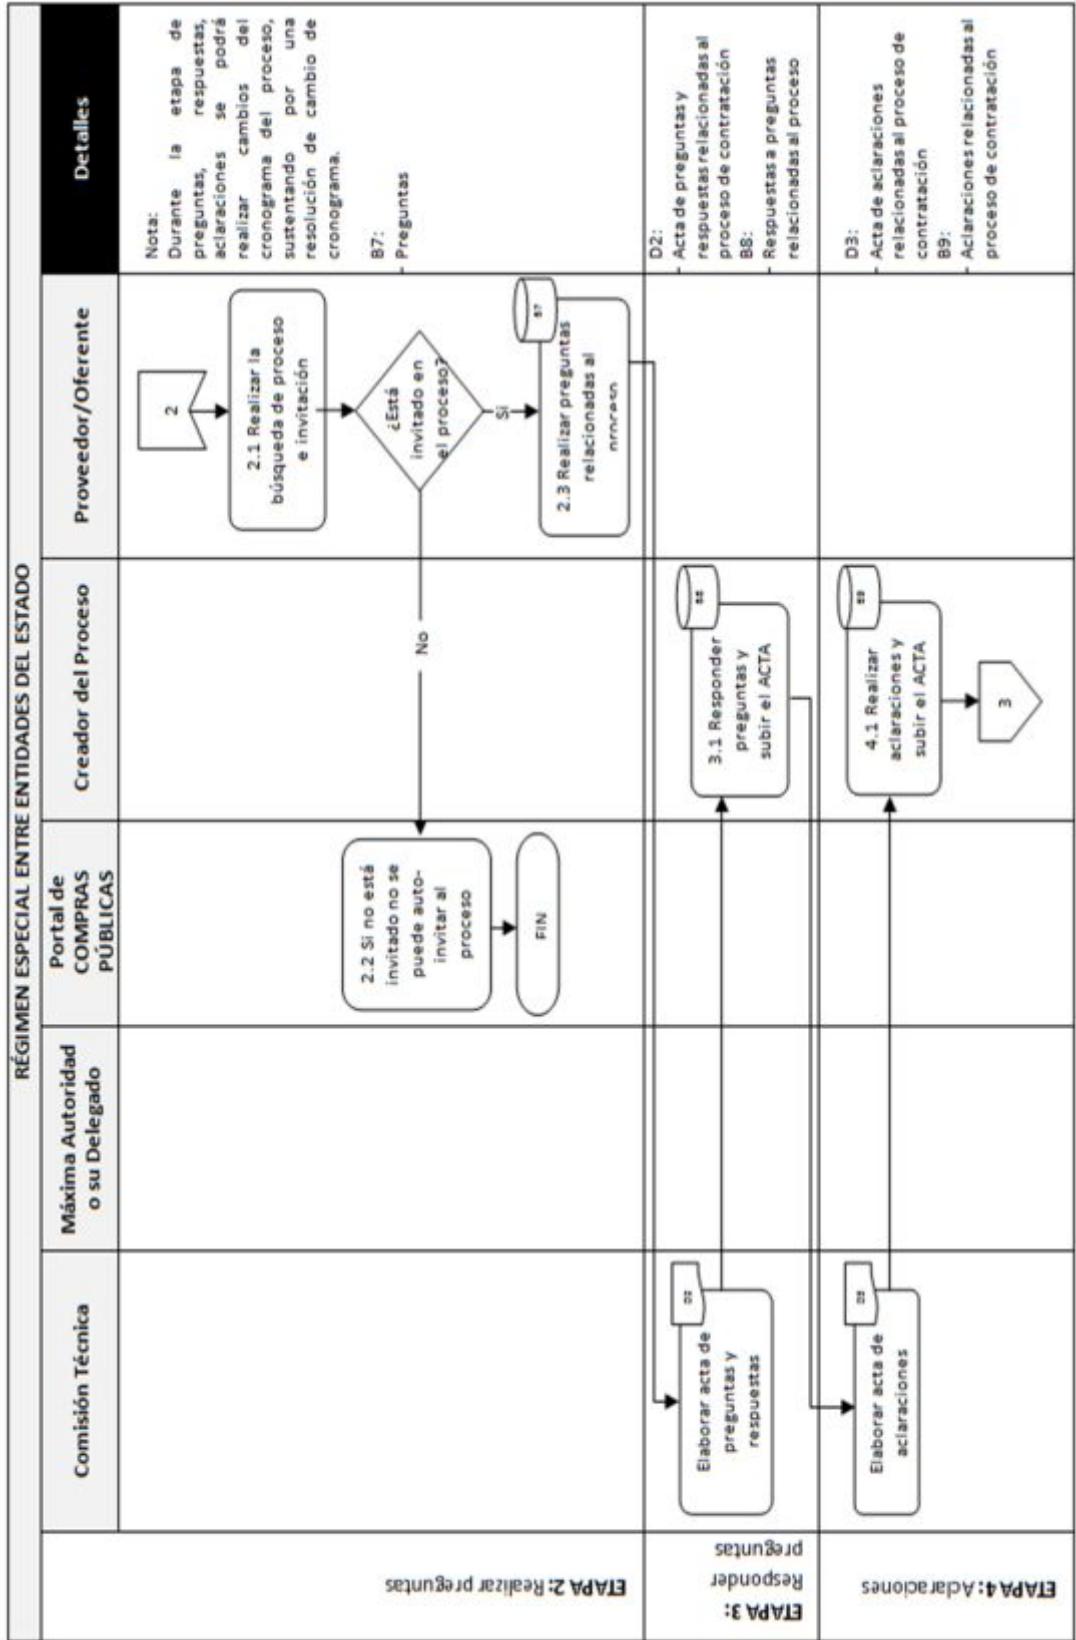 RÉGIMEN ESPECIAL ENTRE ENTIDADES DEL ESTADO
Comisión Técnica
Máxima Autoridad
o su Delegado
Portal de
COMPRAS
PÚBLICAS
Creador del Proceso
Proveedor/Oferente
Detalles
ETAPA 2: Realizar preguntas
2
2.1 Realizar la
búsqueda de proceso
e invitación
¿Está
invitado en
el proceso?
No
Si
2.2 Si no está
invitado no se
puede auto-
invitar al
proceso
FIN
B7
2.3 Realizar preguntas
relacionadas al
proceso
Nota:
Durante la etapa de
preguntas, respuestas,
aclaraciones se podrá
realizar cambios del
cronograma del proceso,
sustentando por una
resolución de cambio de
cronograma.
B7:
- Preguntas
ETAPA 3:
Responder
preguntas
D2
Elaborar acta de
preguntas y
respuestas
B8
3.1 Responder
preguntas y
subir el ACTA
D2:
- Acta de preguntas y
respuestas relacionadas al
proceso de contratación
B8:
- Respuestas a preguntas
relacionadas al proceso
ETAPA 4: Aclaraciones
D3
Elaborar acta de
aclaraciones
B9
4.1 Realizar
aclaraciones y
subir el ACTA
3
D3:
- Acta de aclaraciones
relacionadas al proceso de
contratación
B9:
- Aclaraciones relacionadas al
proceso de contratación